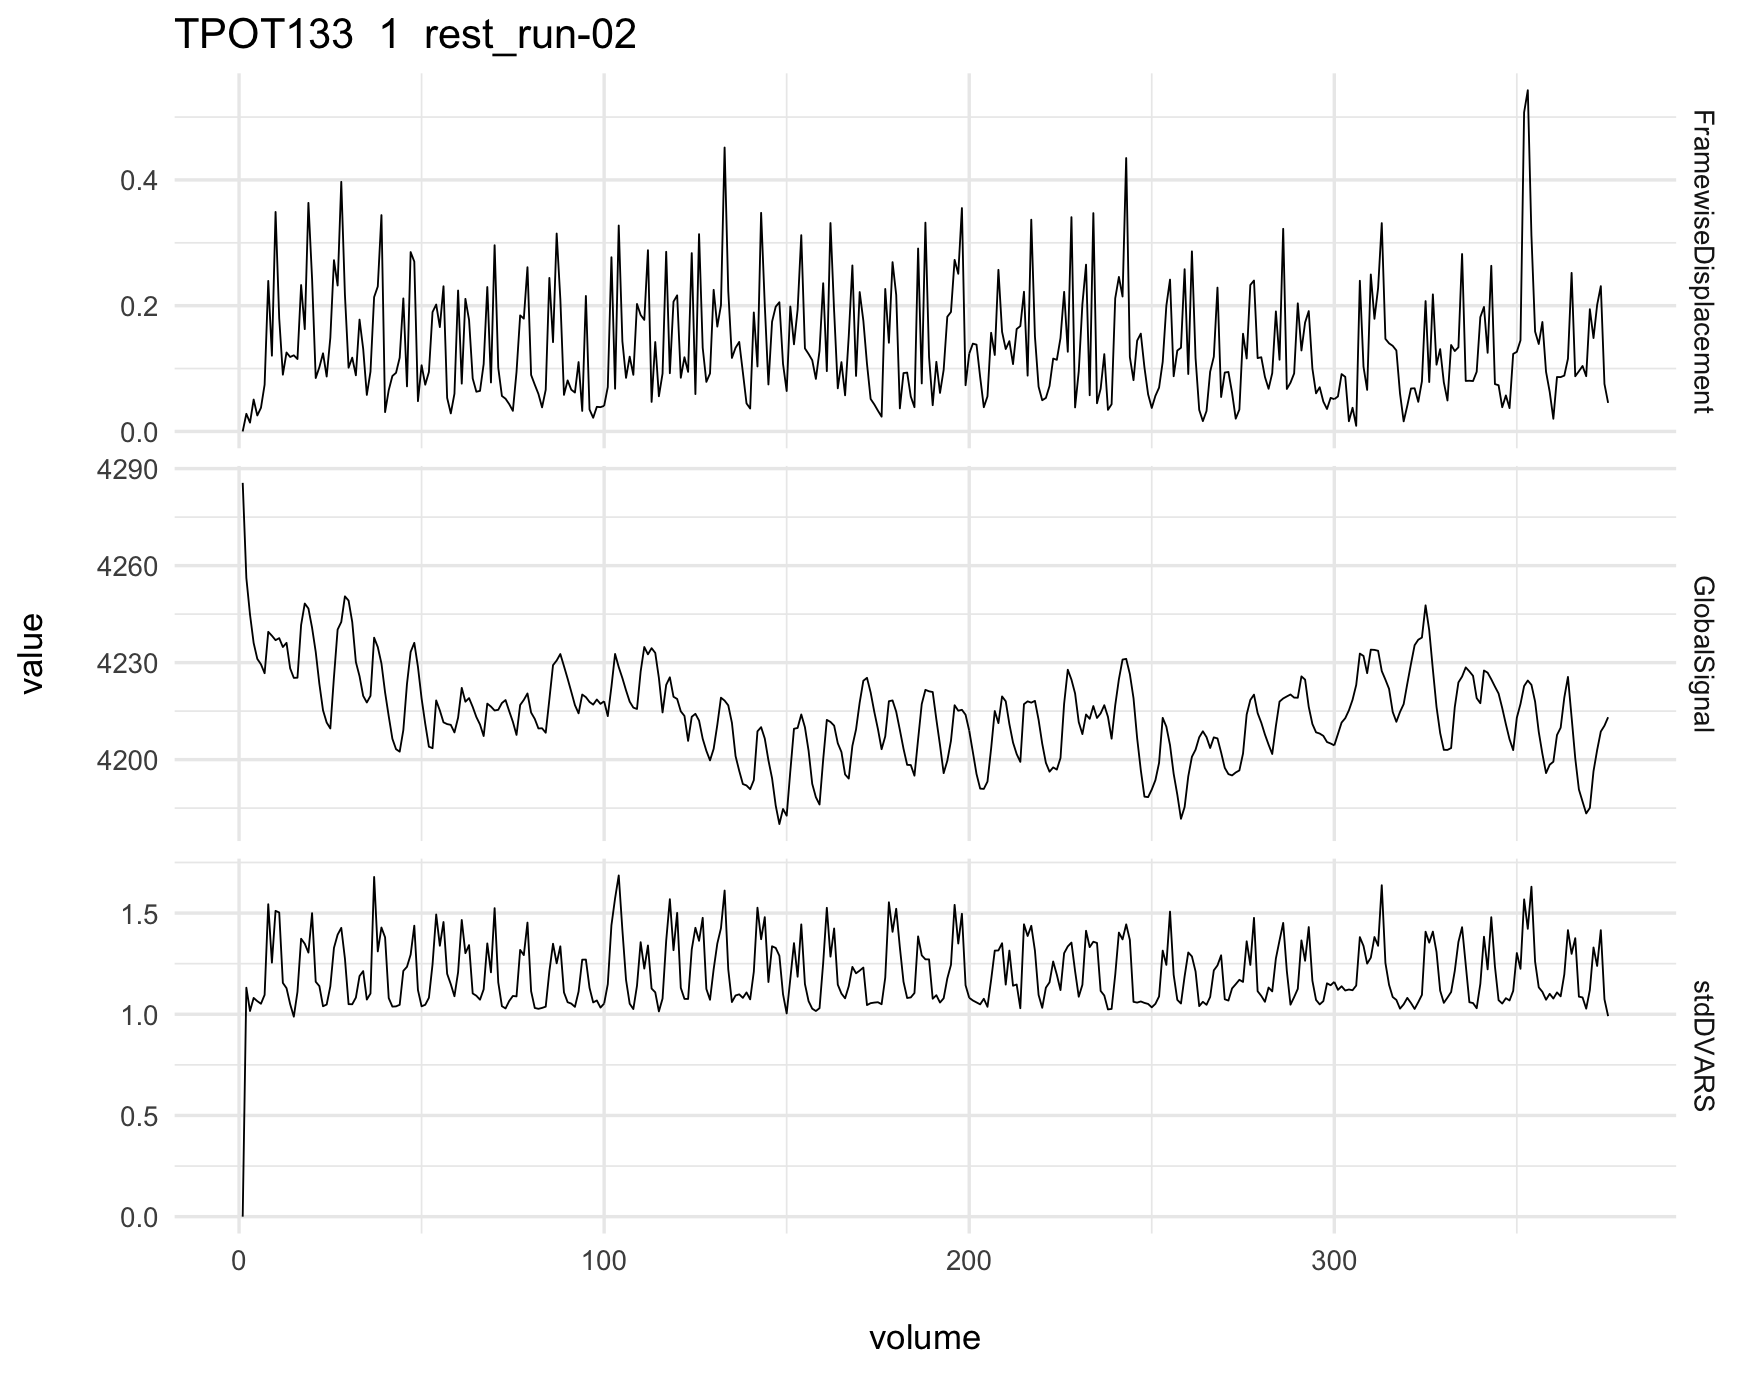 TPOT133 1 rest_run-02
FramewiseDisplacement
0.4
0.2
0.0
GlobalSignal
4290
4260
4230
4200
value
stdDVARS
1.5
1.0
0.5
0.0
0 100 200 300
volume